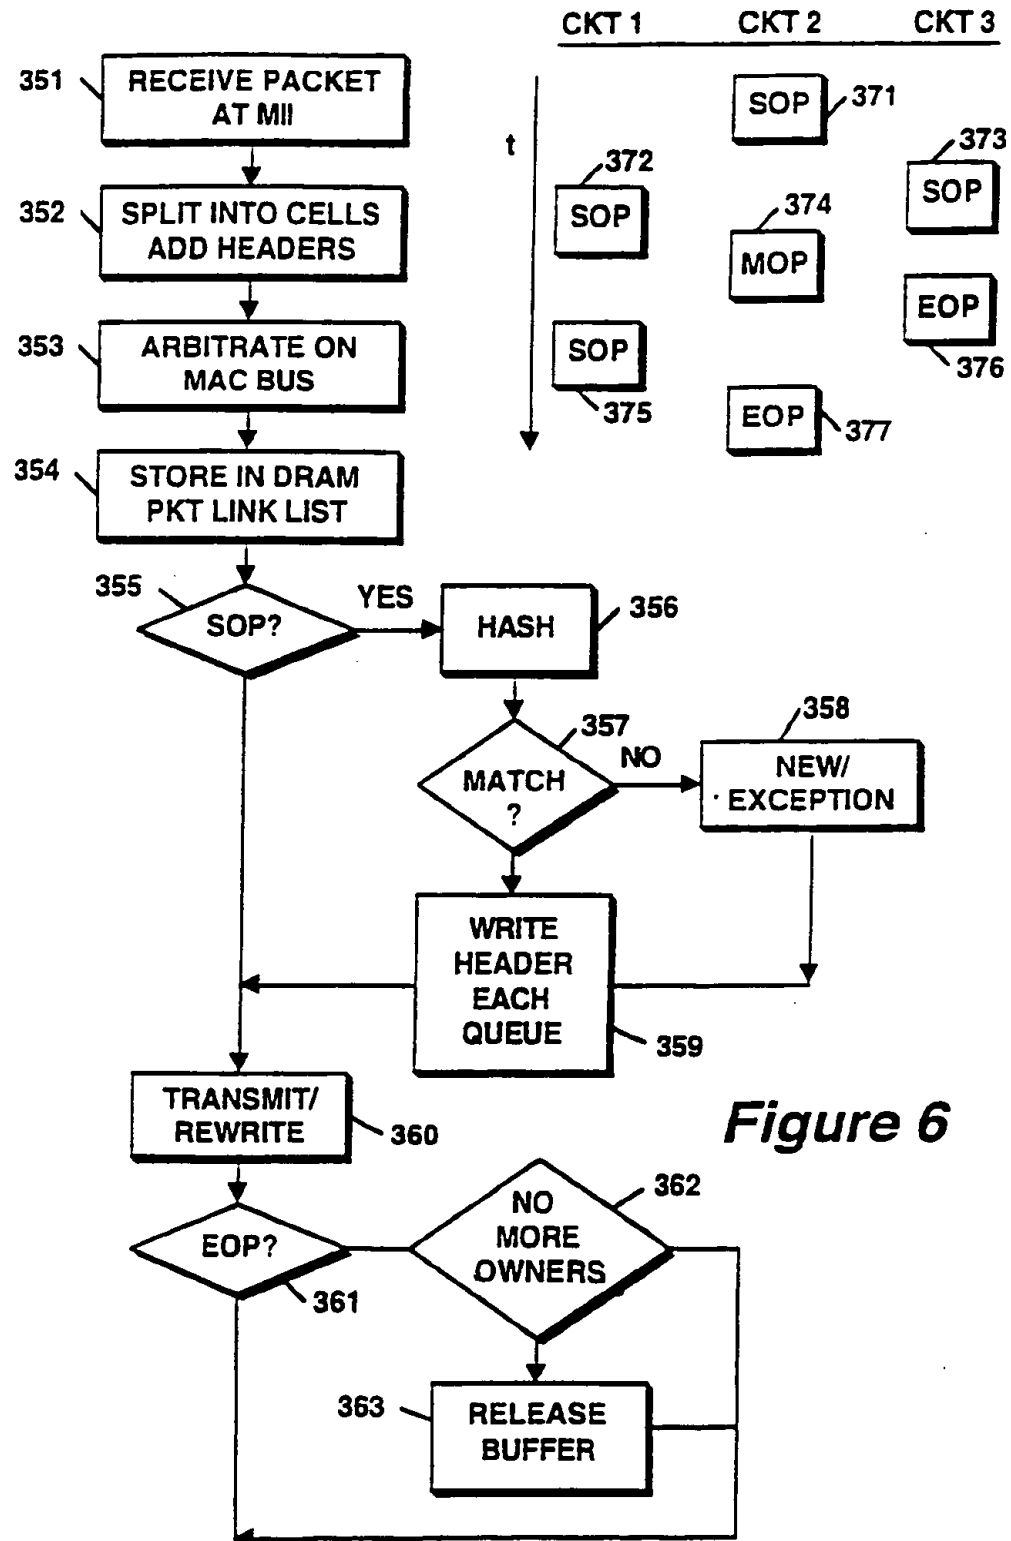 CKT 1 CKT 2 CKT 3
351
RECEIVE PACKET
AT MII
352
SPLIT INTO CELLS
ADD HEADERS
353
ARBITRATE ON
MAC BUS
354
STORE IN DRAM
PKT LINK LIST
t
SOP
371
372
SOP
373
SOP
374
MOP
EOP
376
SOP
375
EOP
377
355
SOP?
YES
HASH
356
357
MATCH
?
NO
358
NEW/
EXCEPTION
WRITE
HEADER
EACH
QUEUE
359
TRANSMIT/
REWRITE
360
Figure 6
EOP?
361
NO
MORE
OWNERS
362
363
RELEASE
BUFFER